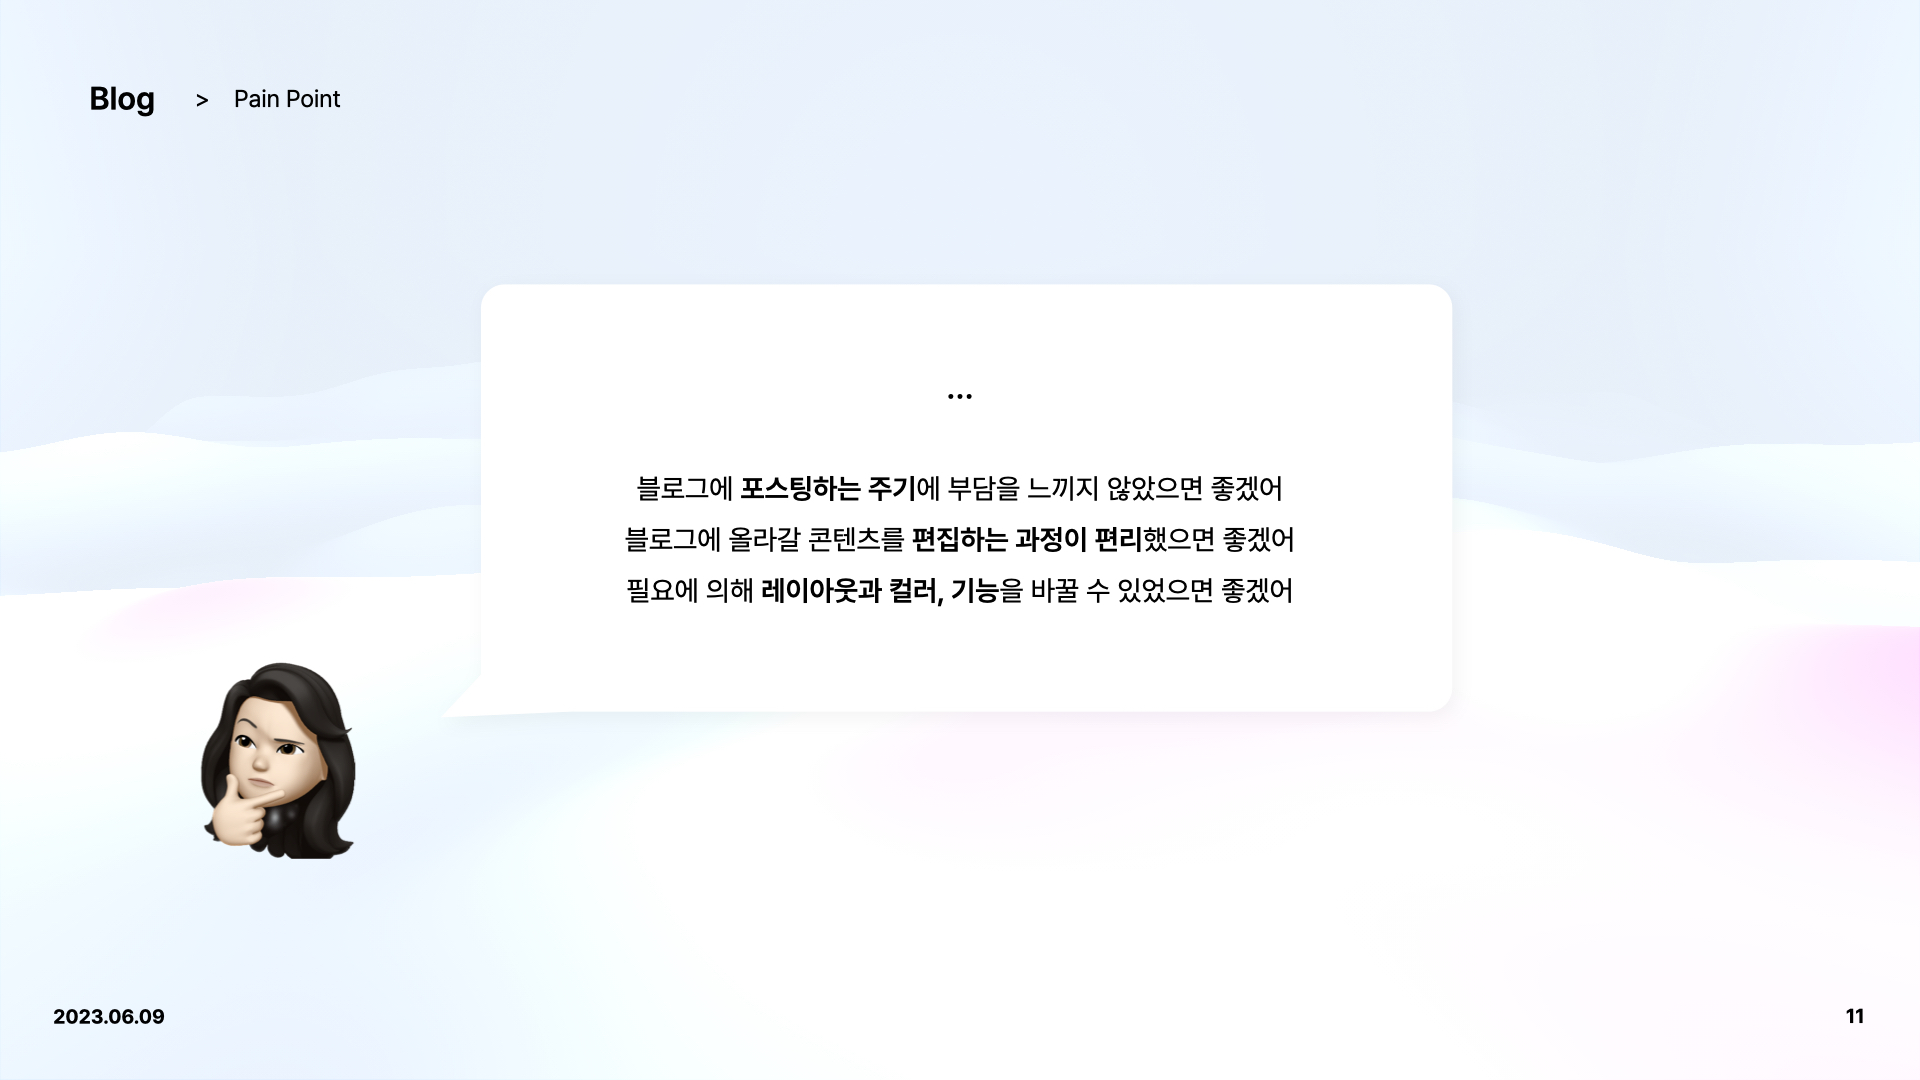 Blog > Pain Point
...
블로그에 포스팅하는 주기에 부담을 느끼지 않았으면 좋겠어
블로그에 올라갈 콘텐츠를 편집하는 과정이 편리했으면 좋겠어
필요에 의해 레이아웃과 컬러, 기능을 바꿀 수 있었으면 좋겠어
2023.06.09
11